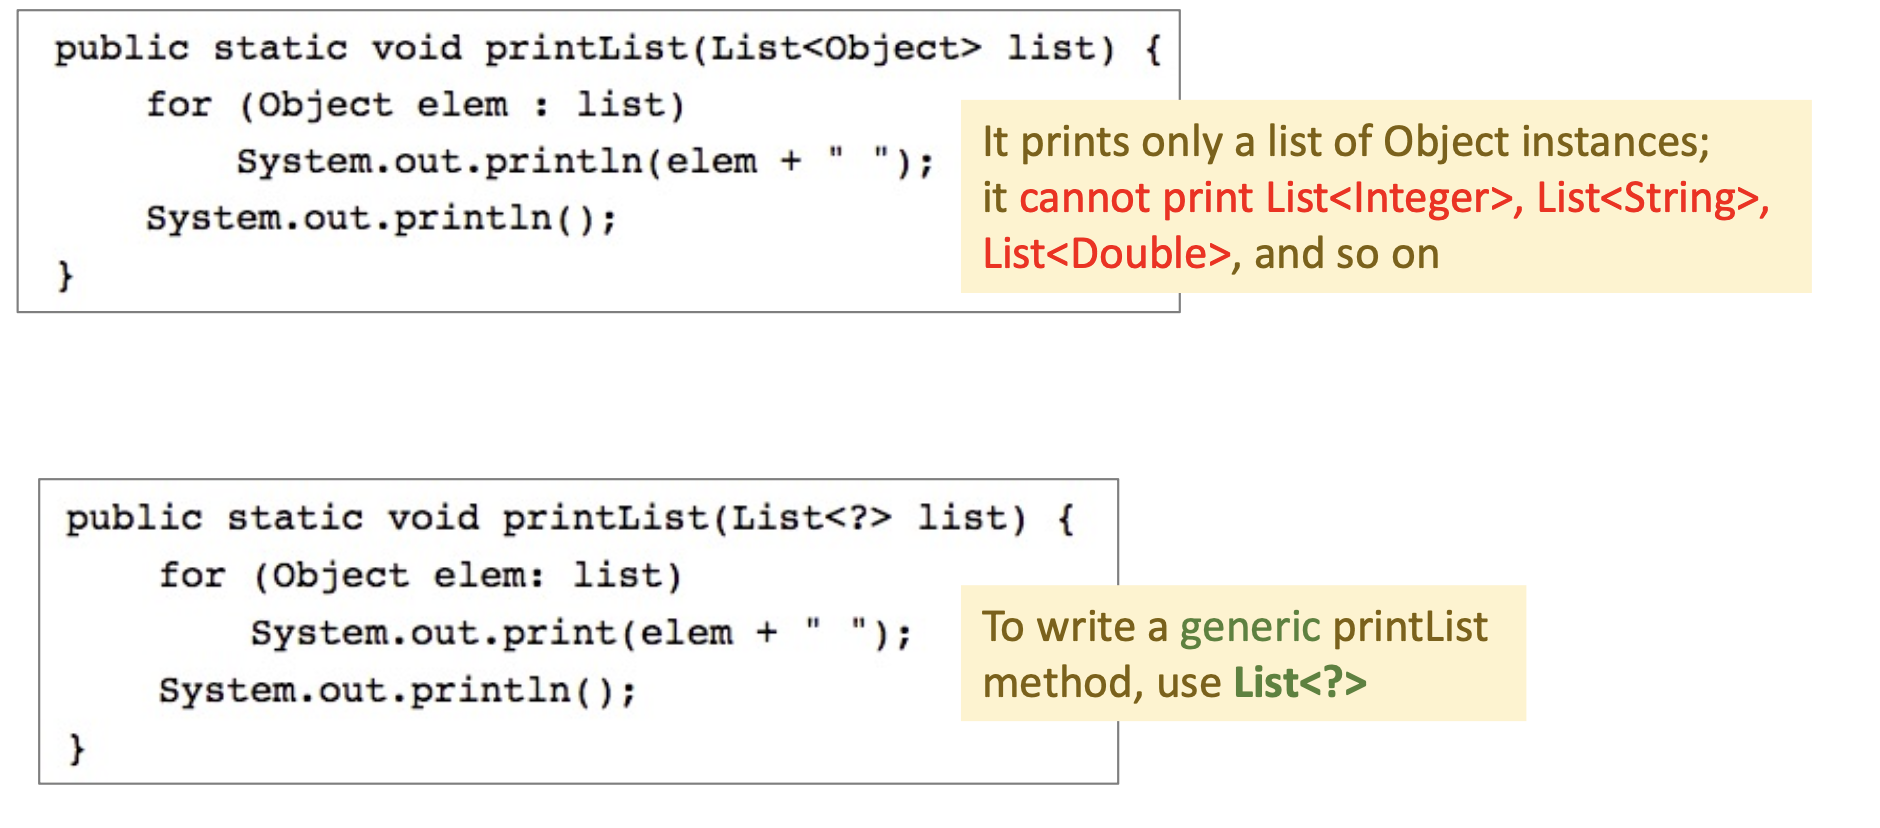 public static void printList(List<Object> list) {
    for (Object elem : list)
        System.out.println(elem + " ");
    System.out.println();
}
It prints only a list of Object instances;
it cannot print List<Integer>, List<String>,
List<Double>, and so on
public static void printList(List<?> list) {
    for (Object elem: list)
        System.out.print(elem + " ");
    System.out.println();
}
To write a generic printList
method, use List<?>